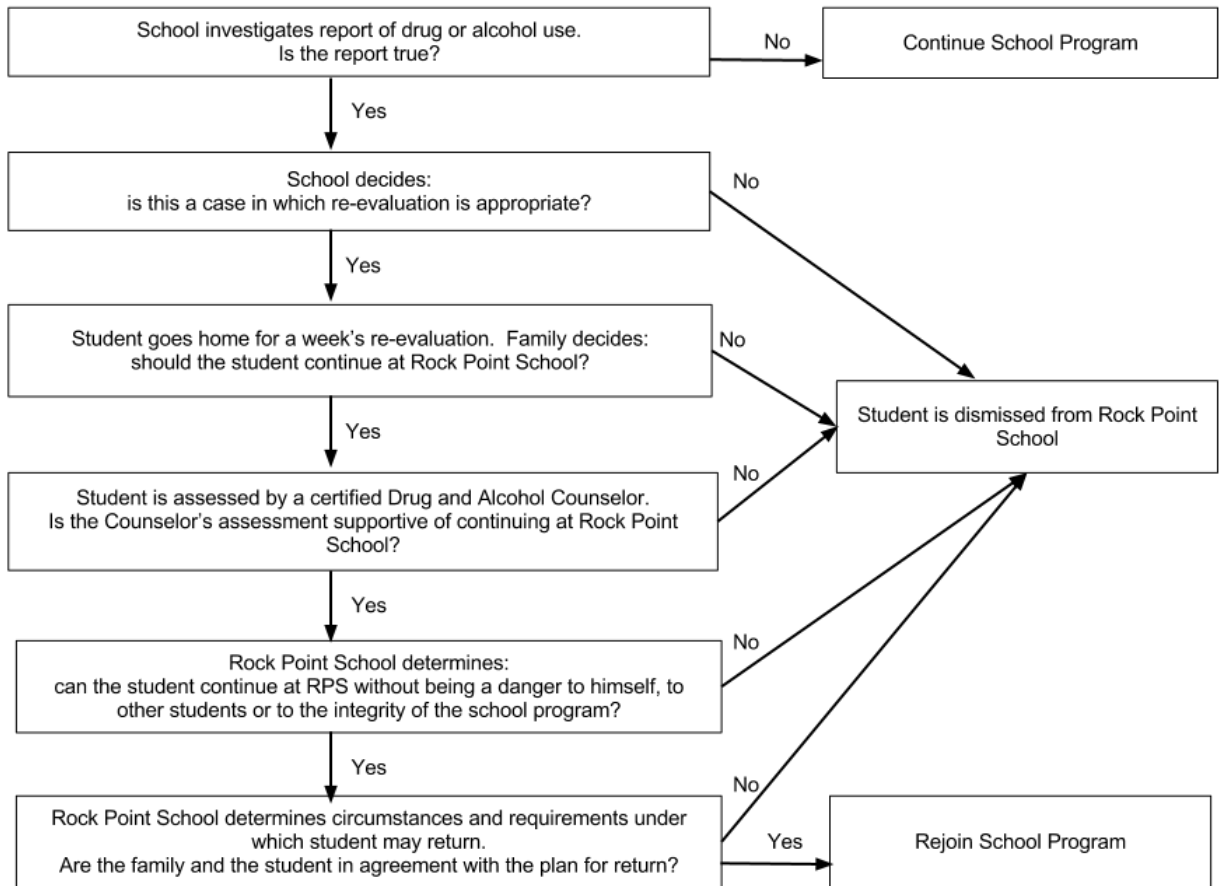 School investigates report of drug or alcohol use.
Is the report true?
No
Continue School Program
Yes
School decides:
is this a case in which re-evaluation is appropriate?
No
Yes
Student goes home for a week's re-evaluation.  Family decides:
should the student continue at Rock Point School?
No
Student is dismissed from Rock Point
School
Yes
No
Student is assessed by a certified Drug and Alcohol Counselor.
Is the Counselor's assessment supportive of continuing at Rock Point
School?
Yes
No
Rock Point School determines:
can the student continue at RPS without being a danger to himself, to
other students or to the integrity of the school program?
Yes
No
Rock Point School determines circumstances and requirements under
which student may return.
Are the family and the student in agreement with the plan for return?
Yes
Rejoin School Program